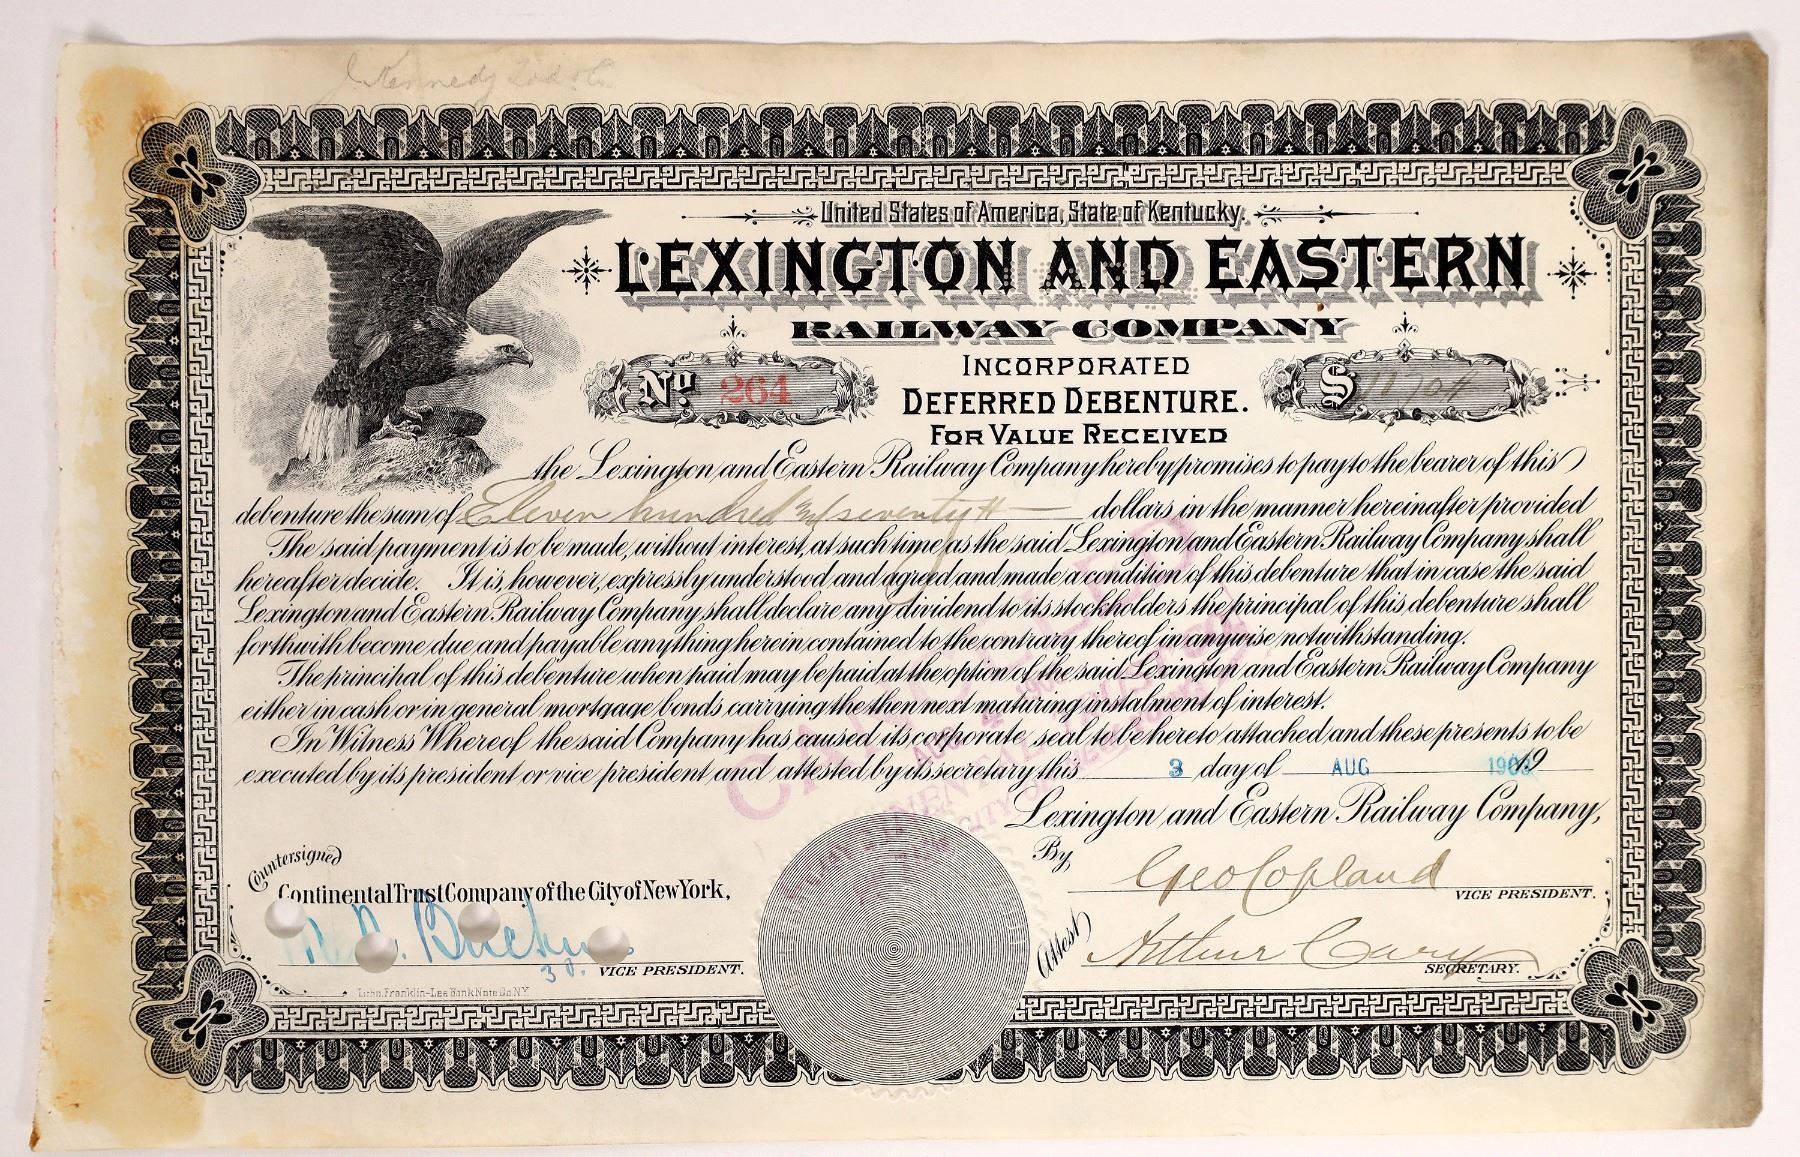 J. Kennedy Tod & Co.
United States of America, State of Kentucky.
LEXINGTON AND EASTERN
RAILWAY COMPANY
INCORPORATED
No. 264
$
DEFERRED DEBENTURE.
FOR VALUE RECEIVED
the Lexington and Eastern Railway Company hereby promises to pay to the bearer of this
debenture the sum of Eleven hundred and seventy dollars in the manner hereinafter provided
The said payment is to be made, without interest, at such time as the said Lexington and Eastern Railway Company shall
hereafter decide. It is, however, expressly understood and agreed and made a condition of this debenture that in case the said
Lexington and Eastern Railway Company shall declare any dividend to its stockholders the principal of this debenture shall
forthwith become due and payable anything herein contained to the contrary thereof in anywise notwithstanding.
The principal of this debenture when paid may be paid at the option of the said Lexington and Eastern Railway Company
either in cash or in general mortgage bonds carrying the then next maturing instalment of interest.
In Witness Whereof the said Company has caused its corporate seal to be hereto attached and these presents to be
executed by its president or vice president and attested by its secretary this 3 day of AUG
Lexington and Eastern Railway Company,
By, Geo Copland
VICE PRESIDENT.
Countersigned
Continental Trust Company of the City of New York,
VICE PRESIDENT.
Attest) Arthur Cary
SECRETARY.
Litho. Franklin-Lee Bank Note Co. N.Y.